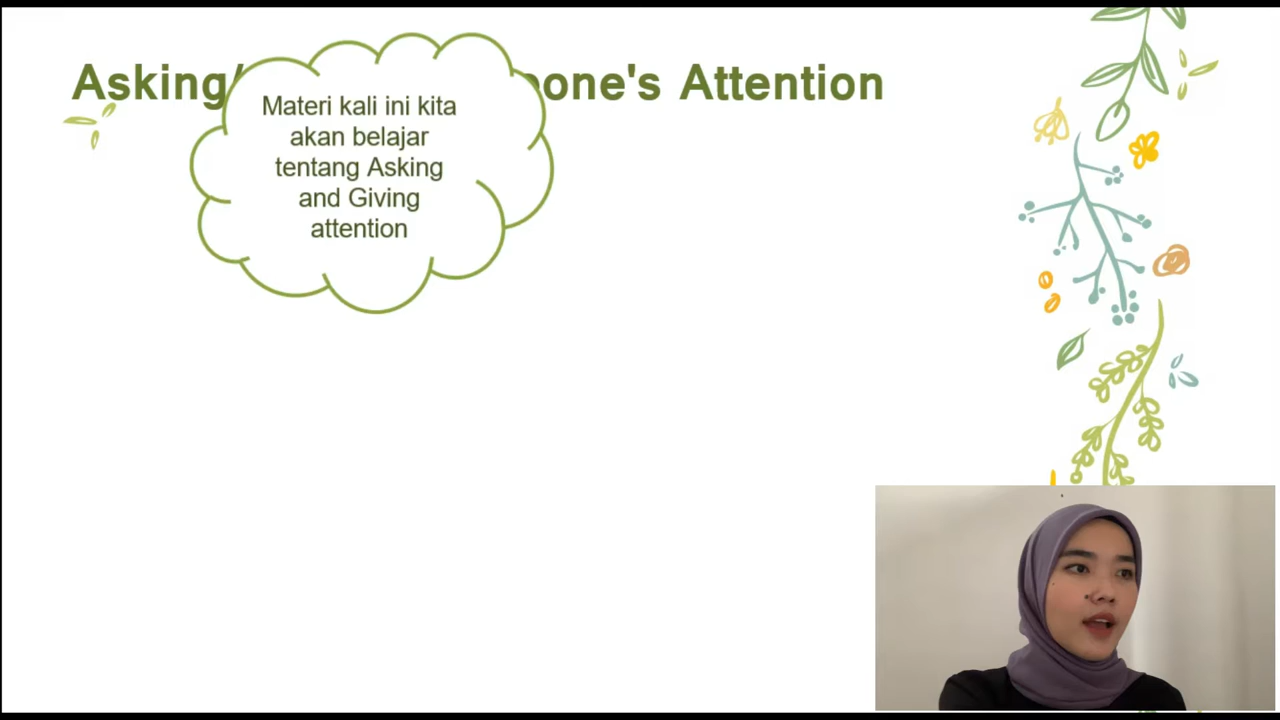 Asking/ one's Attention
Materi kali ini kita
akan belajar
tentang Asking
and Giving
attention